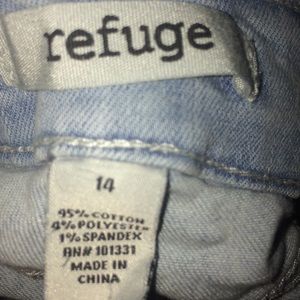 refuge
14
95% COTTON
4% POLYESTER
1% SPANDEX
RN# 101331
MADE IN
CHINA